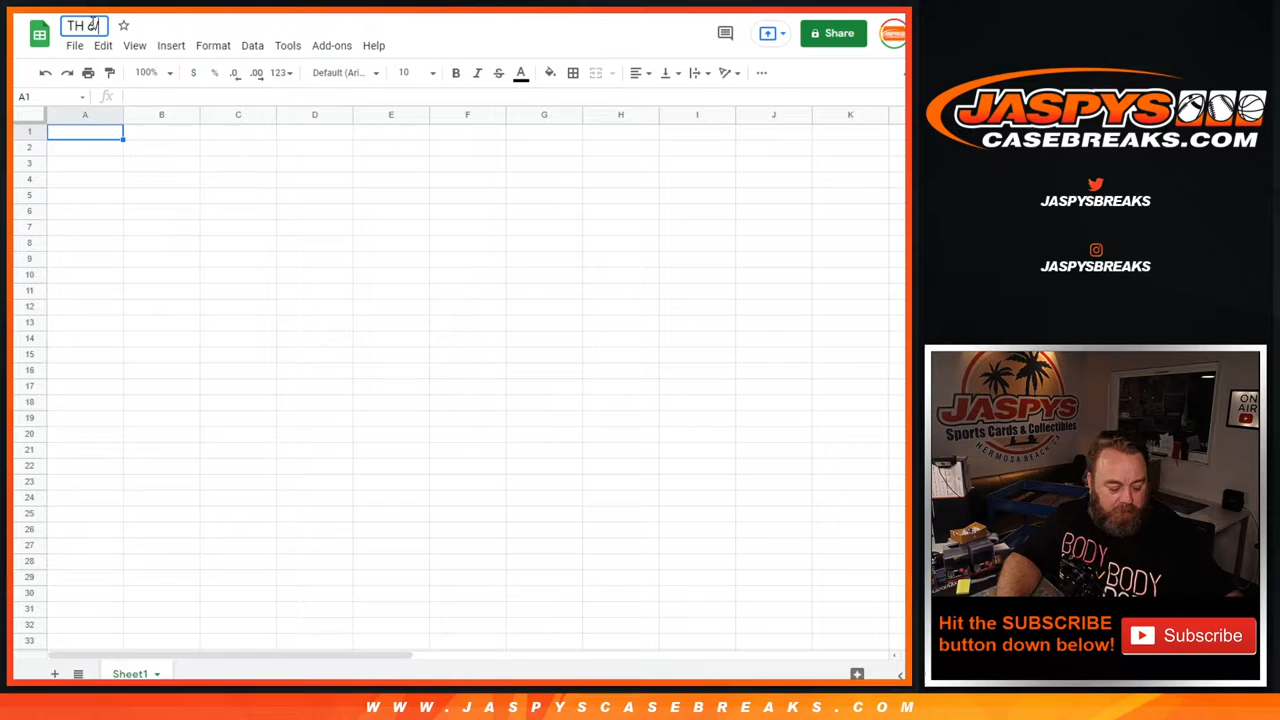 TH
File Edit View Insert Format Data Tools Add-ons Help
Share
100% $ % .0 .00 123 Default (Ari... 10 B I S A
A1 fx
A B C D E F G H I J K
1
2
3
4
5
6
7
8
9
10
11
12
13
14
15
16
17
18
19
20
21
22
23
24
25
26
27
28
29
30
31
32
33
Sheet1
JASPYS
CASEBREAKS.COM
JASPYSBREAKS
JASPYSBREAKS
JASPYS
Sports Cards & Collectibles
HERMOSA BEACH, CA
ON
AIR
BODY
BODY
Hit the SUBSCRIBE
button down below!
Subscribe
WWW.JASPYSCASEBREAKS.COM